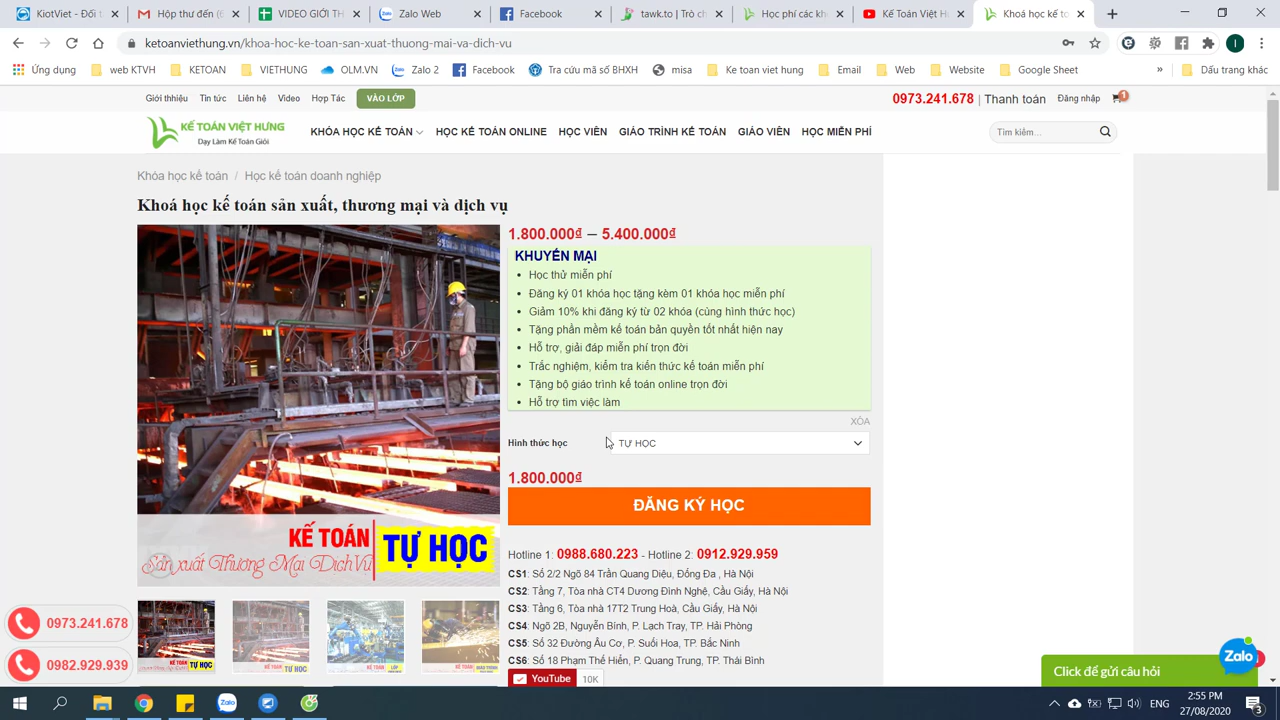 KiotViet - Đi
Hộp thư đến (6
VIDEO GIỚI TH
Zalo Web
Facebook
tawk.to | To c
Học phí các kh
Kế Toán Việt H
Khoá học kế to
ketoanviethung.vn/khoa-hoc-ke-toan-san-xuat-thuong-mai-va-dich-vu
Ứng dụng web KTVH KETOAN VIETHUNG OLM.VN Zalo 2 Facebook Tra cứu mã số BHXH misa Ke toan viet hung Email Web Website Google Sheet » Dấu trang khác
Giới thhiệu Tin tức Liên hệ Video Hợp Tác VÀO LỚP 0973.241.678 | Thanh toán Đăng nhập 1
KẾ TOÁN VIỆT HƯNG
Dạy Làm Kế Toán Giỏi
KHÓA HỌC KẾ TOÁN HỌC KẾ TOÁN ONLINE HỌC VIÊN GIÁO TRÌNH KẾ TOÁN GIÁO VIÊN HỌC MIỄN PHÍ Tìm kiếm...
Khóa học kế toán / Học kế toán doanh nghiệp
Khoá học kế toán sản xuất, thương mại và dịch vụ
1.800.000₫ – 5.400.000₫
KHUYẾN MẠI
Học thử miễn phí
Đăng ký 01 khóa học tặng kèm 01 khóa học miễn phí
Giảm 10% khi đăng ký từ 02 khóa (cùng hình thức học)
Tặng phần mềm kế toán bản quyền tốt nhất hiện nay
Hỗ trợ, giải đáp miễn phí trọn đời
Trắc nghiệm, kiểm tra kiến thức kế toán miễn phí
Tặng bộ giáo trình kế toán online trọn đời
Hỗ trợ tìm việc làm
XÓA
Hình thức học TỰ HỌC
1.800.000₫
ĐĂNG KÝ HỌC
KẾ TOÁN TỰ HỌC
Sản xuất Thương Mại Dịch Vụ
Hotline 1: 0988.680.223 - Hotline 2: 0912.929.959
CS1: Số 2/2 Ngõ 84 Trần Quang Diệu, Đống Đa , Hà Nội
CS2: Tầng 7, Tòa nhà CT4 Dương Đình Nghệ, Cầu Giấy, Hà Nội
CS3: Tầng 6, Tòa nhà 17T2 Trung Hoà, Cầu Giấy, Hà Nội
CS4: Ngõ 2B, Nguyễn Bình, P. Lạch Tray, TP. Hải Phòng
CS5: Số 32 Đường Âu Cơ, P. Suối Hoa, TP. Bắc Ninh
CS6: Số 18 Phạm Thế Hiển, P. Quang Trung, TP. Thái Bình
YouTube 10K
0973.241.678
0982.929.939
TỰ HỌC
Zalo
Click để gửi câu hỏi
ENG
2:55 PM
27/08/2020
3